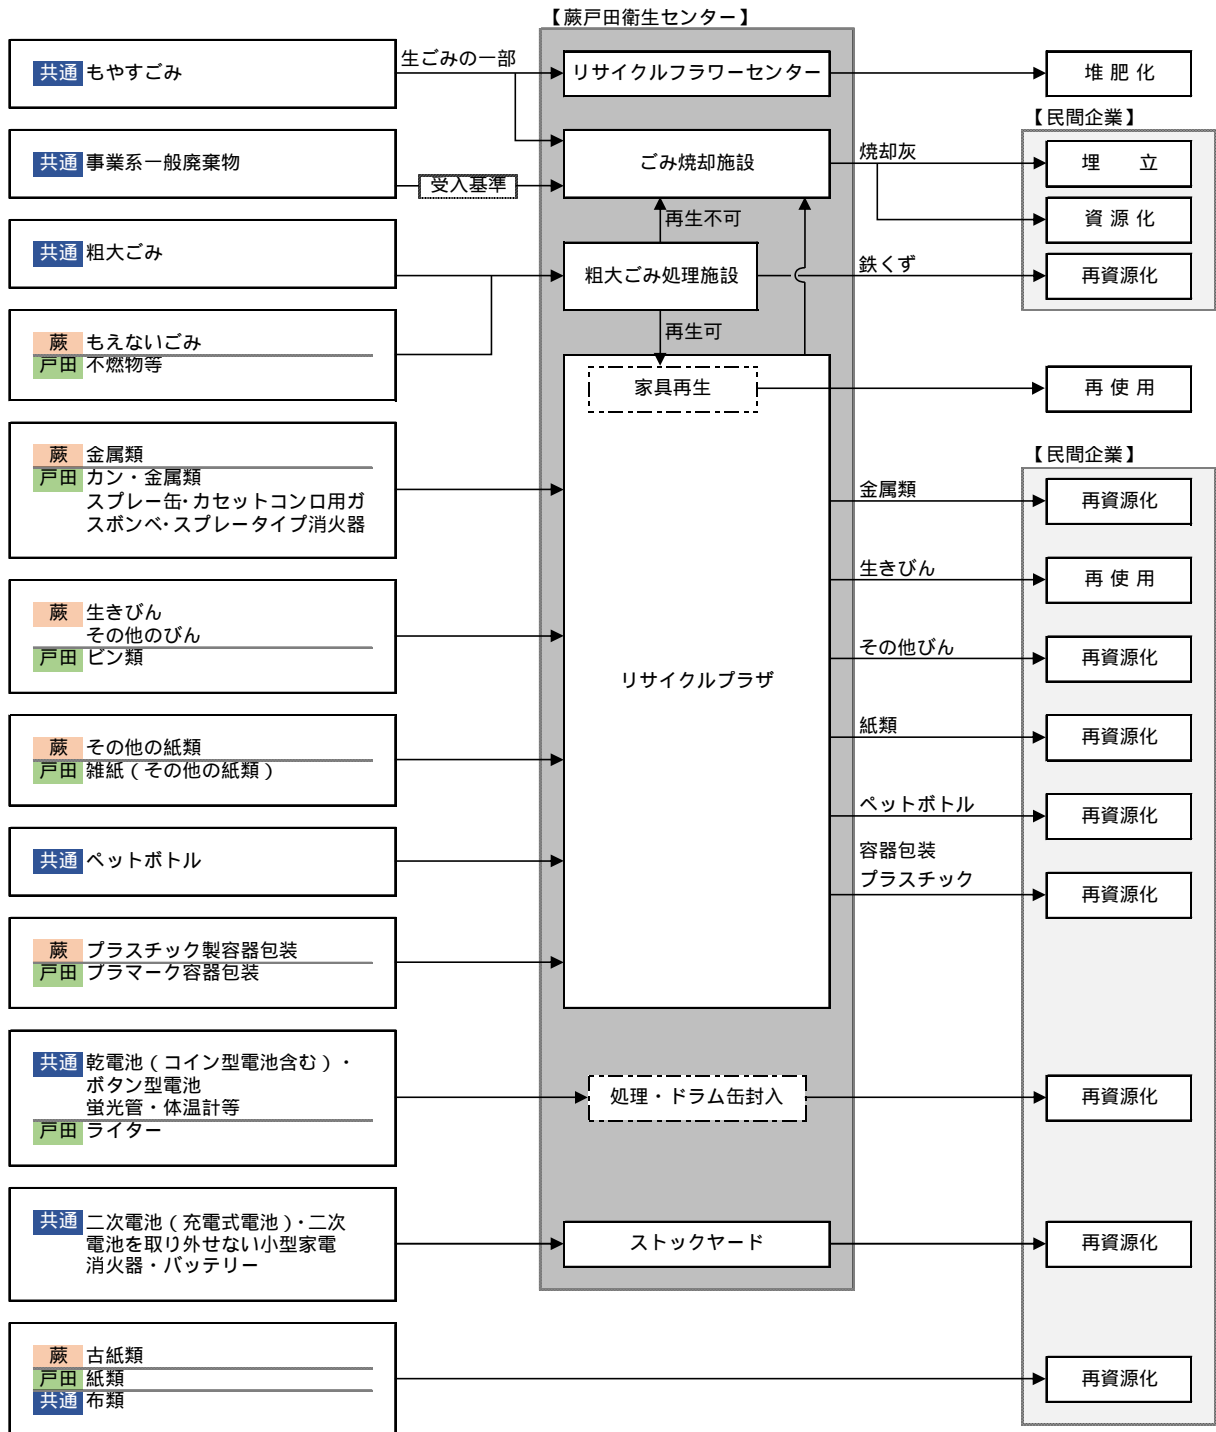 【蕨戸田衛生センター】
共通 もやすごみ
生ごみの一部
リサイクルフラワーセンター
堆肥化
【民間企業】
共通 事業系一般廃棄物
受入基準
ごみ焼却施設
焼却灰
埋　立
資源化
再生不可
共通 粗大ごみ
粗大ごみ処理施設
鉄くず
再資源化
再生可
蕨 もえないごみ
戸田 不燃物等
家具再生
再使用
【民間企業】
蕨 金属類
戸田 カン・金属類
スプレー缶・カセットコンロ用ガ
スボンベ・スプレータイプ消火器
金属類
再資源化
生きびん
再使用
蕨 生きびん
その他のびん
戸田 ビン類
その他びん
再資源化
リサイクルプラザ
蕨 その他の紙類
戸田 雑紙（その他の紙類）
紙類
再資源化
共通 ペットボトル
ペットボトル
再資源化
容器包装
プラスチック
再資源化
蕨 プラスチック製容器包装
戸田 プラマーク容器包装
共通 乾電池（コイン型電池含む）・
ボタン型電池
蛍光管・体温計等
戸田 ライター
処理・ドラム缶封入
再資源化
共通 二次電池（充電式電池）・二次
電池を取り外せない小型家電
消火器・バッテリー
ストックヤード
再資源化
蕨 古紙類
戸田 紙類
共通 布類
再資源化